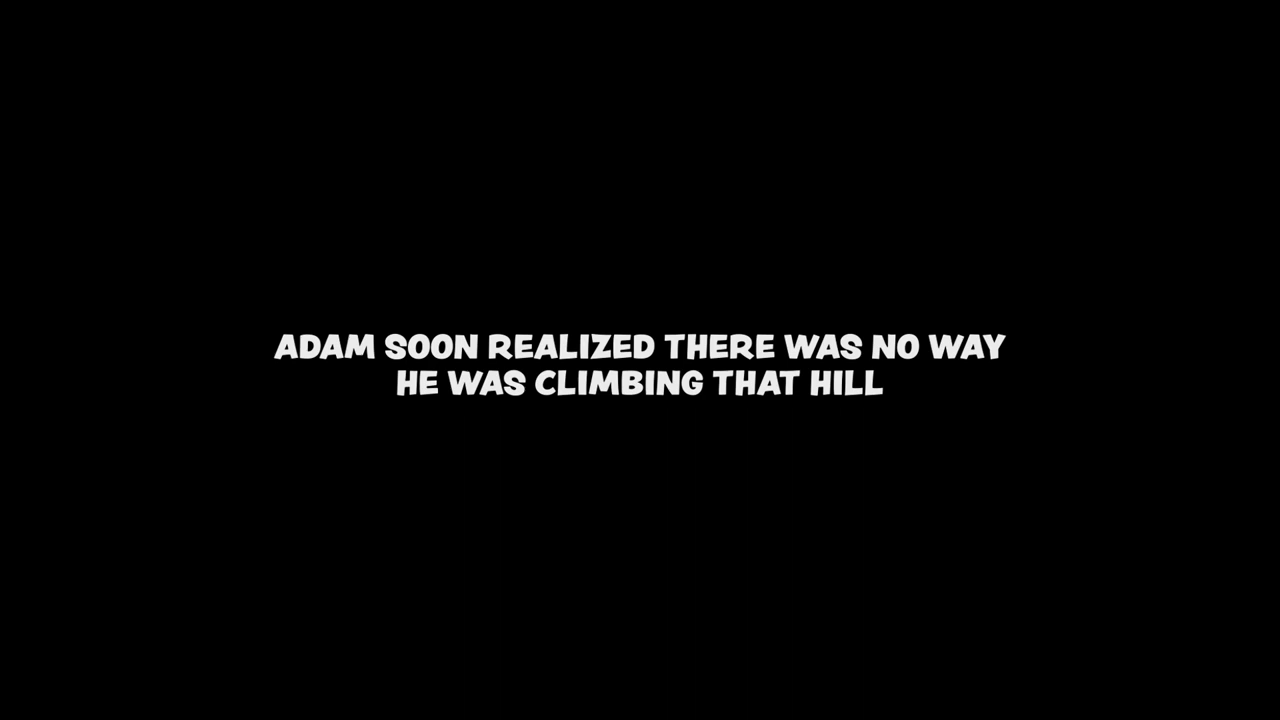 ADAM SOON REALIZED THERE WAS NO WAY
HE WAS CLIMBING THAT HILL